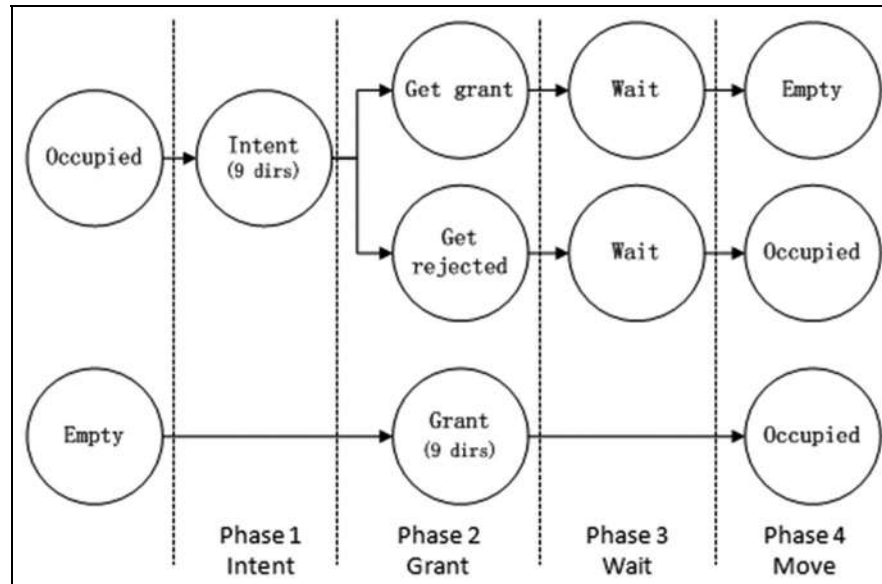 Get grant
Wait
Empty
Occupied
Intent
(9 dirs)
Get
rejected
Wait
Occupied
Empty
Grant
(9 dirs)
Occupied
Phase 1
Intent
Phase 2
Grant
Phase 3
Wait
Phase 4
Move